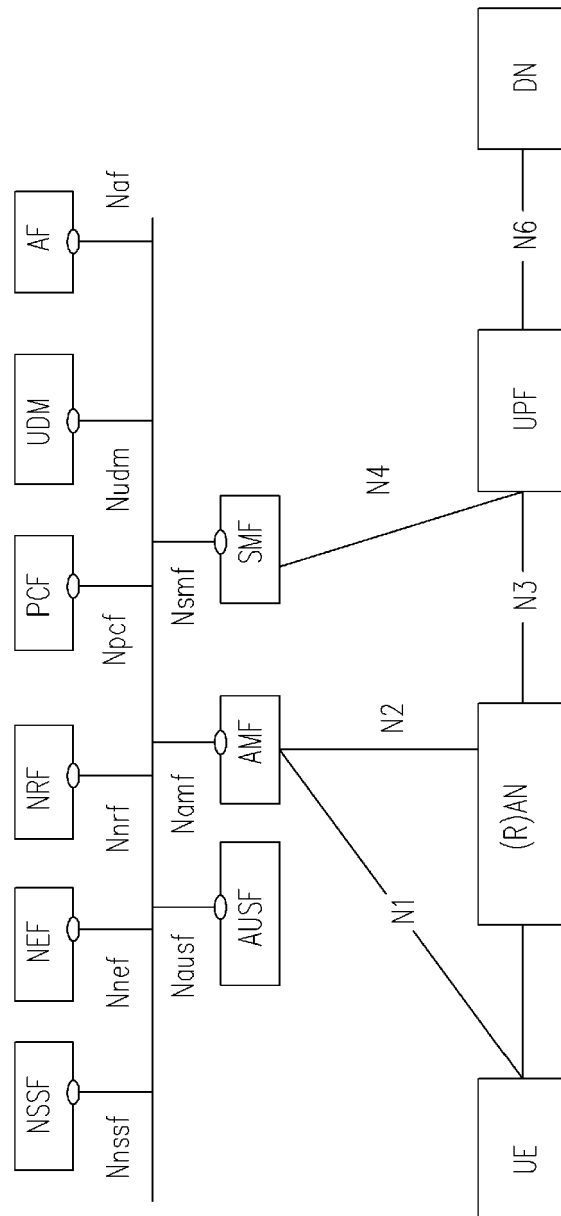 NSSF
NEF
NRF
PCF
UDM
AF
Nnssf
Nnef
Nnrf
Npcf
Nudm
Naf
Nausf
Namf
Nsmf
AUSF
AMF
SMF
N1
N2
N4
UE
(R)AN
N3
UPF
N6
DN